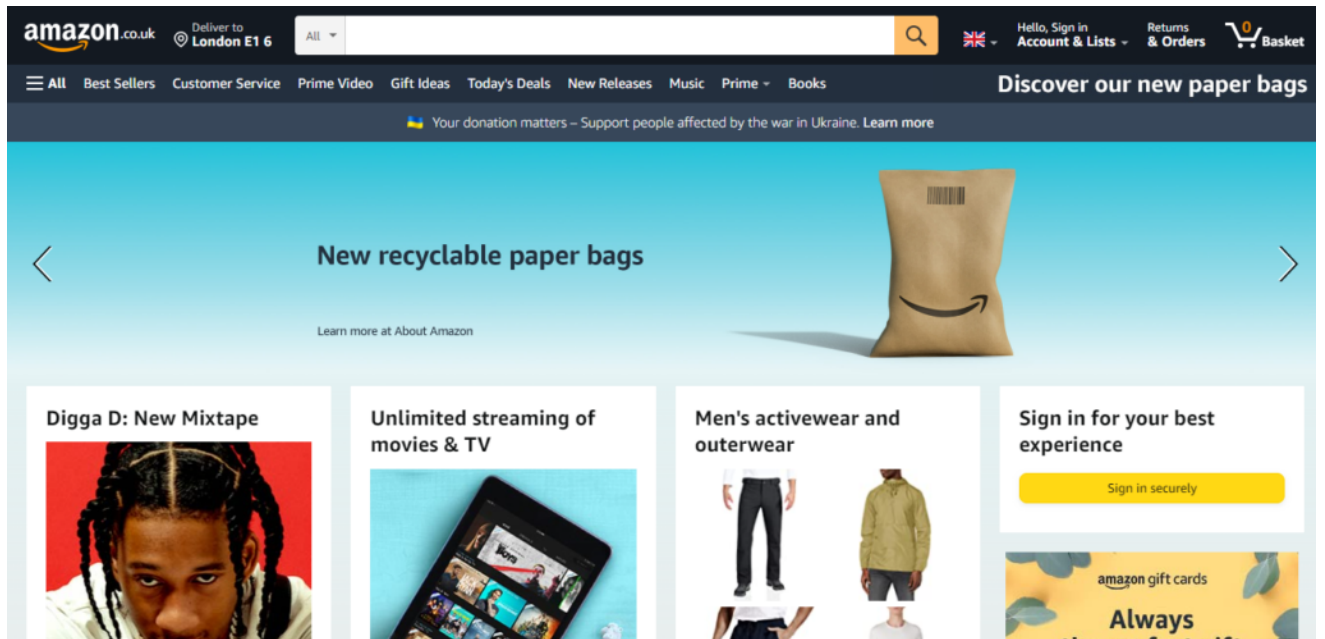 amazon.co.uk
Deliver to
London E1 6
All
Hello, Sign in
Account & Lists
Returns
& Orders
0
Basket
All
Best Sellers
Customer Service
Prime Video
Gift Ideas
Today's Deals
New Releases
Music
Prime
Books
Discover our new paper bags
Your donation matters – Support people affected by the war in Ukraine. Learn more
New recyclable paper bags
Learn more at About Amazon
Digga D: New Mixtape
Unlimited streaming of
movies & TV
Men's activewear and
outerwear
Sign in for your best
experience
Sign in securely
amazon gift cards
Always